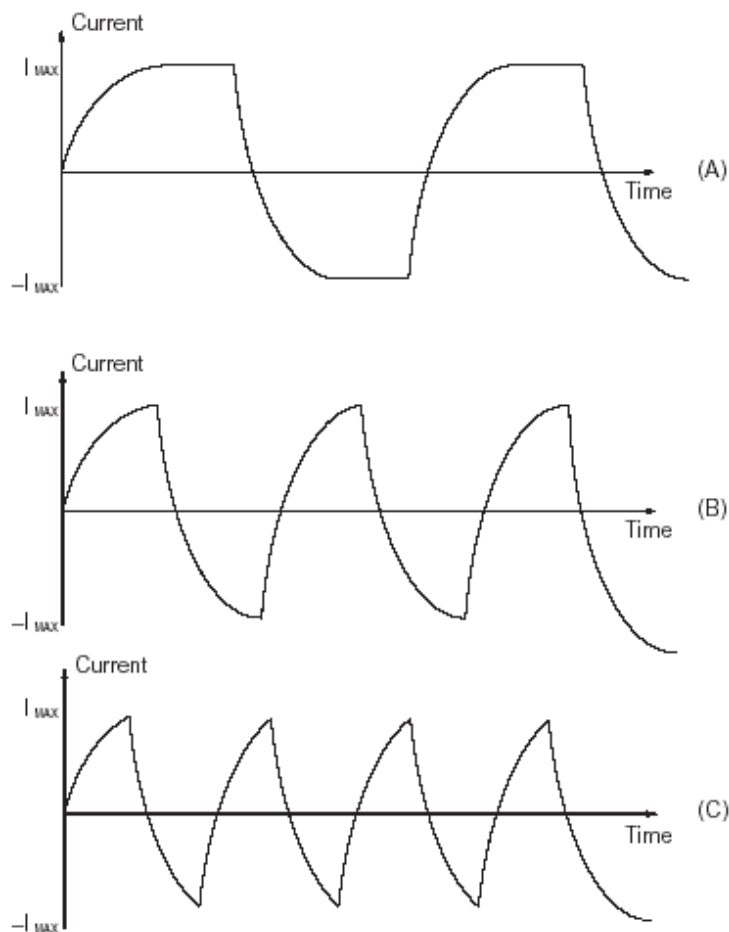 Current
I MAX
(A)
Time
–I MAX
Current
I MAX
(B)
Time
–I MAX
Current
I MAX
(C)
Time
–I MAX